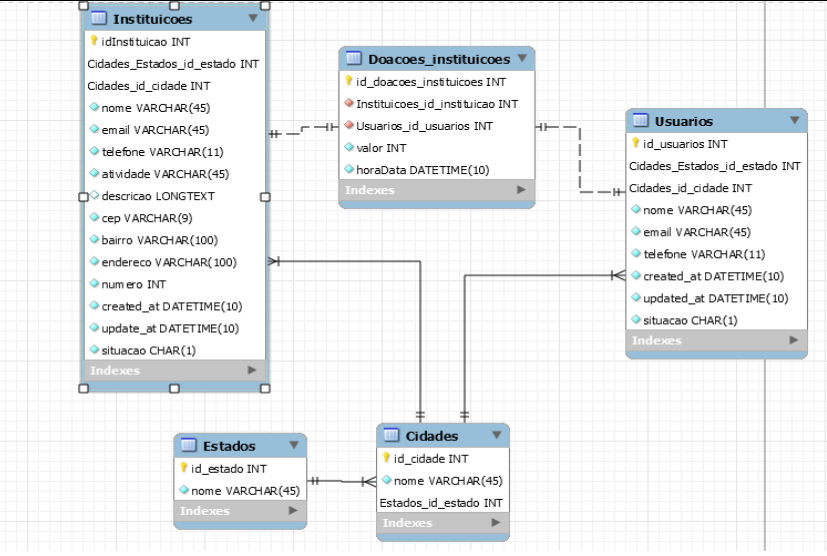 Instituicoes
idInstituicao INT
Cidades_Estados_id_estado INT
Cidades_id_cidade INT
nome VARCHAR(45)
email VARCHAR(45)
telefone VARCHAR(11)
atividade VARCHAR(45)
descricao LONGTEXT
cep VARCHAR(9)
bairro VARCHAR(100)
endereco VARCHAR(100)
numero INT
created_at DATETIME(10)
update_at DATETIME(10)
situacao CHAR(1)
Indexes
Doacoes_instituicoes
id_doacoes_instituicoes INT
Instituicoes_id_instituicao INT
Usuarios_id_usuarios INT
valor INT
horaData DATETIME(10)
Indexes
Usuarios
id_usuarios INT
Cidades_Estados_id_estado INT
Cidades_id_cidade INT
nome VARCHAR(45)
email VARCHAR(45)
telefone VARCHAR(11)
created_at DATETIME(10)
updated_at DATETIME(10)
situacao CHAR(1)
Indexes
Estados
id_estado INT
nome VARCHAR(45)
Indexes
Cidades
id_cidade INT
nome VARCHAR(45)
Estados_id_estado INT
Indexes